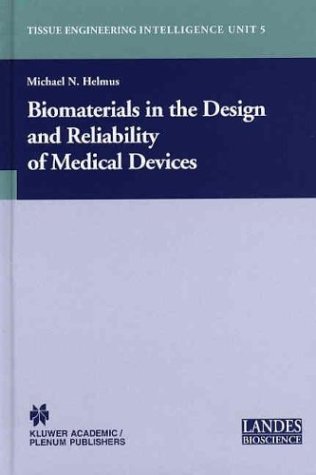 TISSUE ENGINEERING INTELLIGENCE UNIT 5
Michael N. Helmus
Biomaterials in the Design
and Reliability
of Medical Devices
KLUWER ACADEMIC /
PLENUM PUBLISHERS
LANDES
BIOSCIENCE